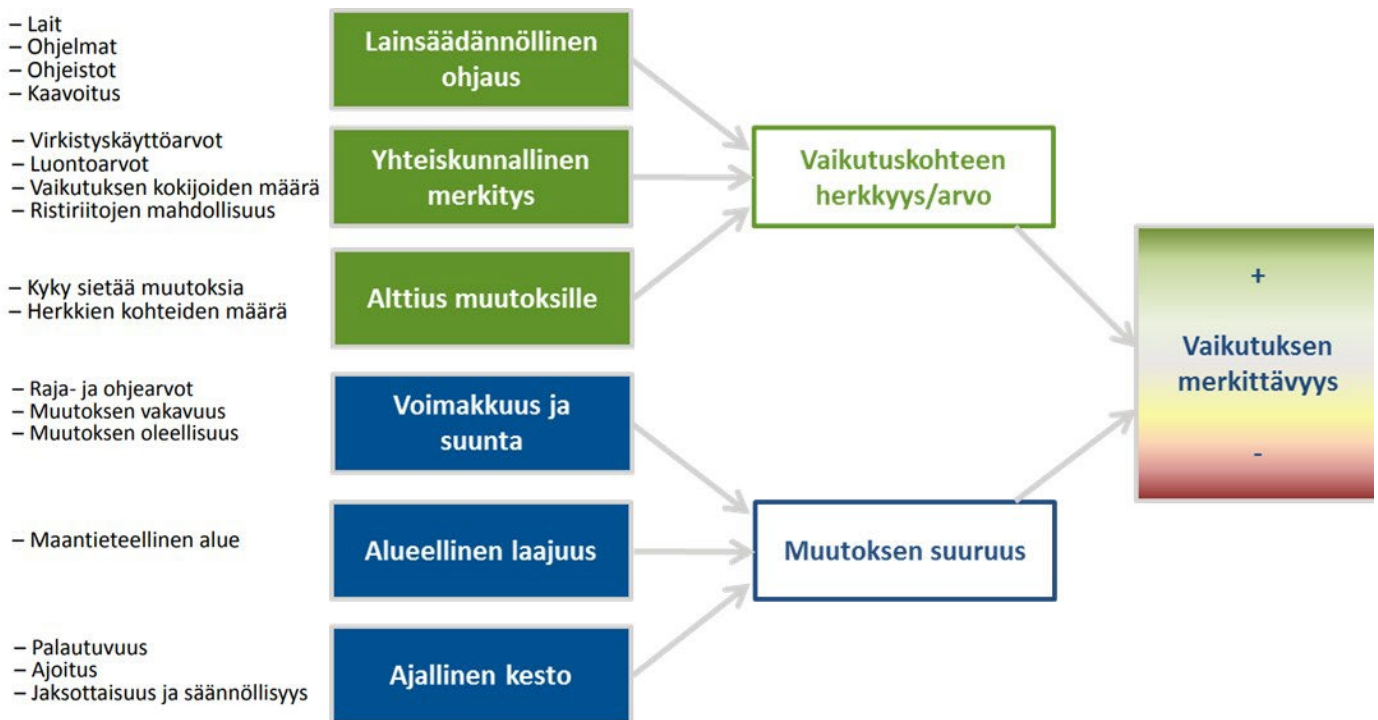 – Lait
– Ohjelmat
– Ohjeistot
– Kaavoitus
Lainsäädännöllinen
ohjaus
– Virkistyskäyttöarvot
– Luontoarvot
– Vaikutuksen kokijoiden määrä
– Ristiriitojen mahdollisuus
Yhteiskunnallinen
merkitys
– Kyky sietää muutoksia
– Herkkien kohteiden määrä
Alttius muutoksille
Vaikutuskohteen
herkkyys/arvo
– Raja- ja ohjearvot
– Muutoksen vakavuus
– Muutoksen oleellisuus
Voimakkuus ja
suunta
– Maantieteellinen alue
Alueellinen laajuus
– Palautuvuus
– Ajoitus
– Jaksottaisuus ja säännöllisyys
Ajallinen kesto
Muutoksen suuruus
+
Vaikutuksen
merkittävyys
-